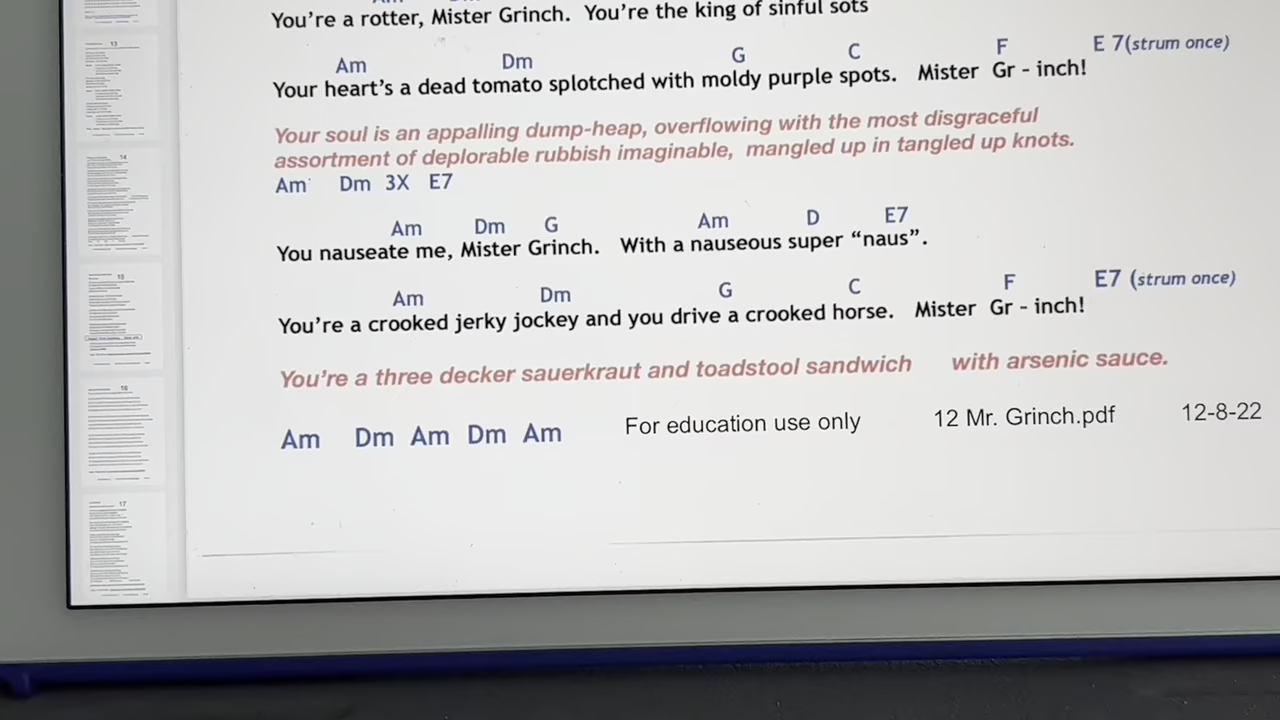 You're a rotter, Mister Grinch. You're the king of sinful sots
Am Dm G C F E 7(strum once)
Your heart's a dead tomato splotched with moldy purple spots. Mister Gr - inch!
Your soul is an appalling dump-heap, overflowing with the most disgraceful
assortment of deplorable rubbish imaginable, mangled up in tangled up knots.
Am Dm 3X E7
Am Dm G Am D E7
You nauseate me, Mister Grinch. With a nauseous super “naus”.
Am Dm G C F E7 (strum once)
You're a crooked jerky jockey and you drive a crooked horse. Mister Gr - inch!
You're a three decker sauerkraut and toadstool sandwich with arsenic sauce.
Am Dm Am Dm Am For education use only 12 Mr. Grinch.pdf 12-8-22
13
14
15
16
17